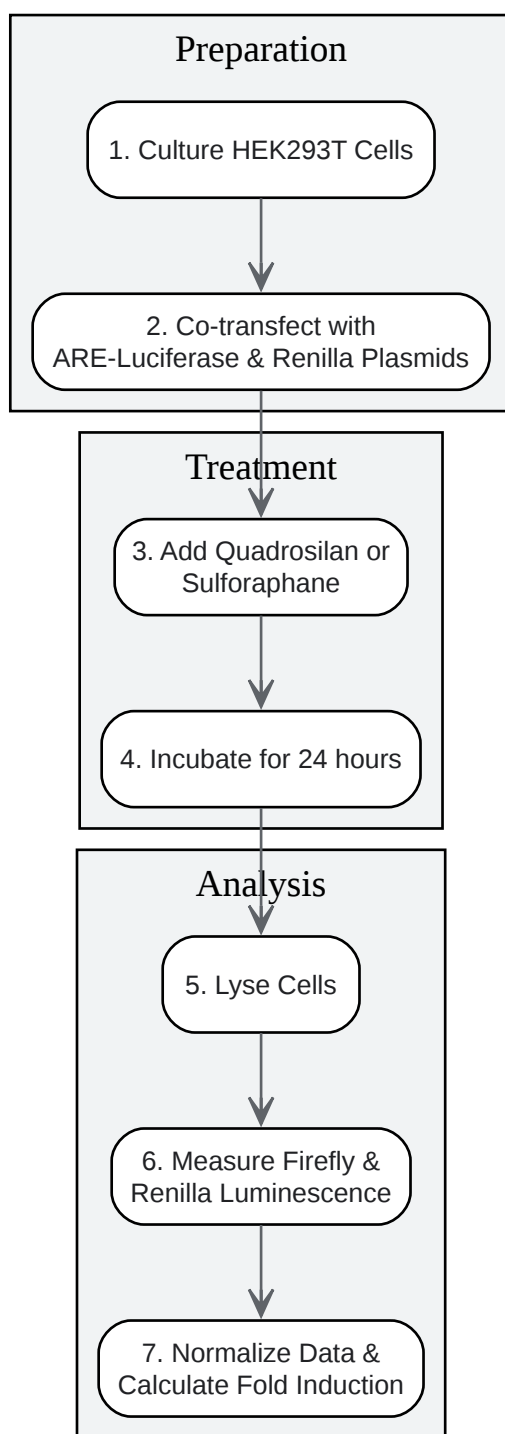 Preparation
1. Culture HEK293T Cells
2. Co-transfect with
ARE-Luciferase & Renilla Plasmids
Treatment
3. Add Quadrosilan or
Sulforaphane
4. Incubate for 24 hours
Analysis
5. Lyse Cells
6. Measure Firefly &
Renilla Luminescence
7. Normalize Data &
Calculate Fold Induction